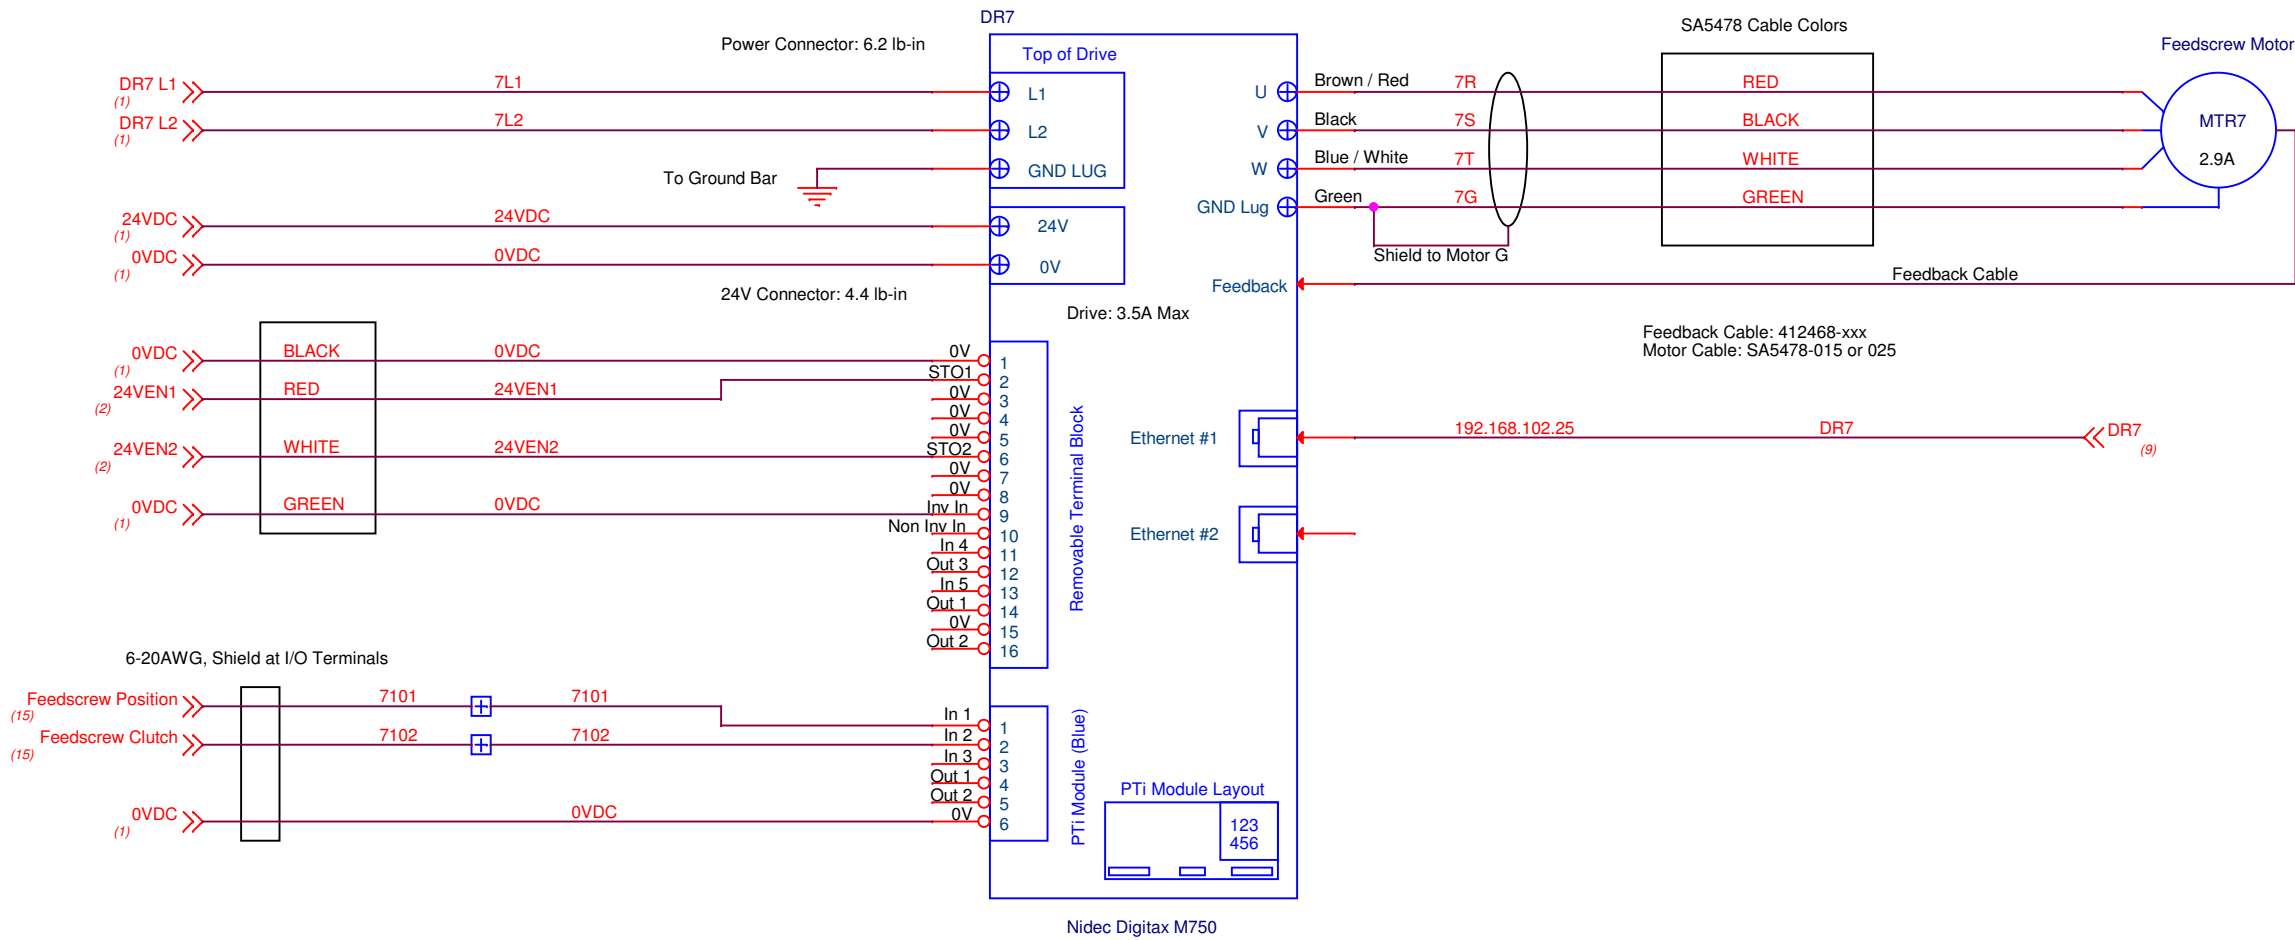 DR7
Power Connector: 6.2 lb-in
Top of Drive
DR7 L1
(1)
7L1
L1
DR7 L2
(1)
7L2
L2
To Ground Bar
GND LUG
24VDC
(1)
24VDC
24V
0VDC
(1)
0VDC
0V
24V Connector: 4.4 lb-in
Drive: 3.5A Max
SA5478 Cable Colors
Feedscrew Motor
U
Brown / Red
7R
RED
V
Black
7S
BLACK
W
Blue / White
7T
WHITE
GND Lug
Green
7G
GREEN
MTR7
2.9A
Shield to Motor G
Feedback
Feedback Cable
Feedback Cable: 412468-xxx
Motor Cable: SA5478-015 or 025
0VDC
(1)
BLACK
0VDC
24VEN1
(2)
RED
24VEN1
24VEN2
(2)
WHITE
24VEN2
0VDC
(1)
GREEN
0VDC
0V 1
STO1 2
0V 3
0V 4
0V 5
STO2 6
0V 7
0V 8
Inv In 9
Non Inv In 10
In 4 11
Out 3 12
In 5 13
Out 1 14
0V 15
Out 2 16
Removable Terminal Block
Ethernet #1
192.168.102.25
DR7
DR7
(9)
Ethernet #2
6-20AWG, Shield at I/O Terminals
Feedscrew Position
(15)
7101
7101
Feedscrew Clutch
(15)
7102
7102
0VDC
(1)
0VDC
In 1 1
In 2 2
In 3 3
Out 1 4
Out 2 5
0V 6
PTi Module (Blue)
PTi Module Layout
123
456
Nidec Digitax M750